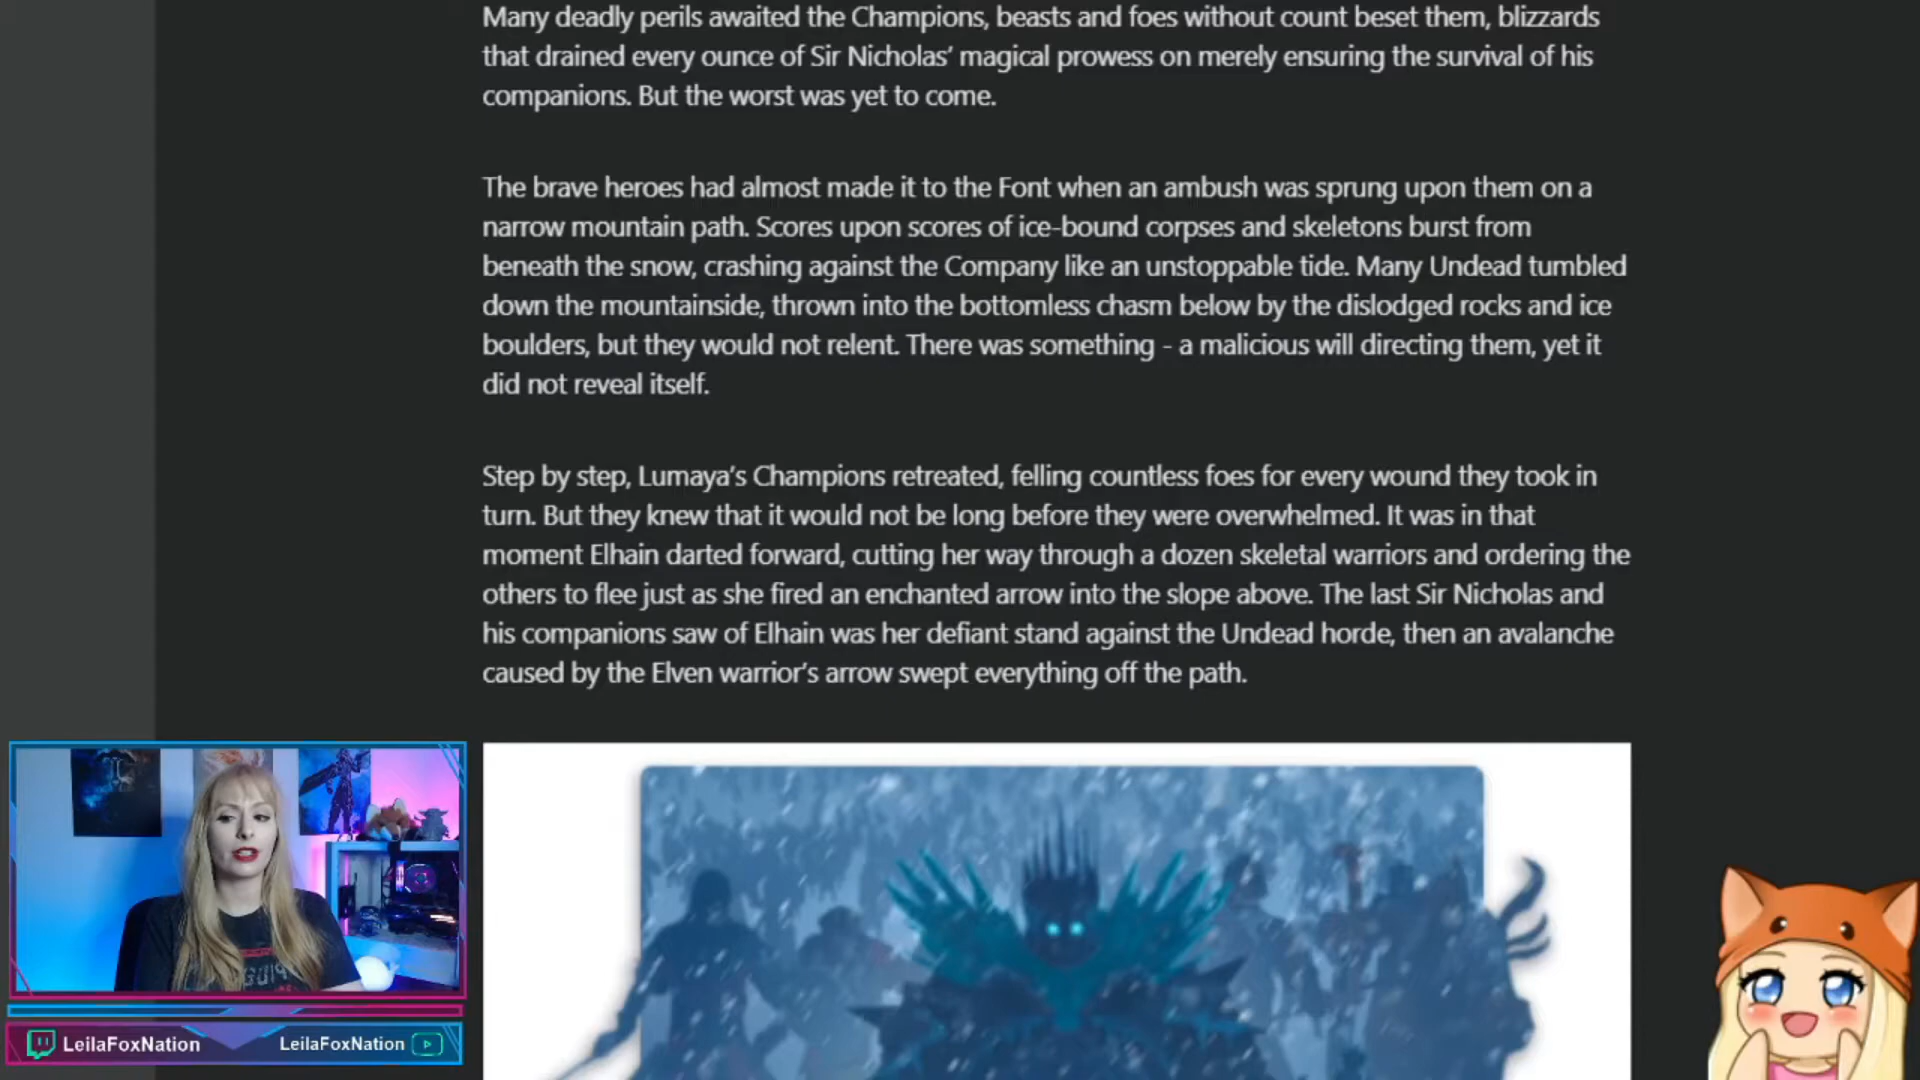 Many deadly perils awaited the Champions, beasts and foes without count beset them, blizzards
that drained every ounce of Sir Nicholas’ magical prowess on merely ensuring the survival of his
companions. But the worst was yet to come.
The brave heroes had almost made it to the Font when an ambush was sprung upon them on a
narrow mountain path. Scores upon scores of ice-bound corpses and skeletons burst from
beneath the snow, crashing against the Company like an unstoppable tide. Many Undead tumbled
down the mountainside, thrown into the bottomless chasm below by the dislodged rocks and ice
boulders, but they would not relent. There was something - a malicious will directing them, yet it
did not reveal itself.
Step by step, Lumaya’s Champions retreated, felling countless foes for every wound they took in
turn. But they knew that it would not be long before they were overwhelmed. It was in that
moment Elhain darted forward, cutting her way through a dozen skeletal warriors and ordering the
others to flee just as she fired an enchanted arrow into the slope above. The last Sir Nicholas and
his companions saw of Elhain was her defiant stand against the Undead horde, then an avalanche
caused by the Elven warrior’s arrow swept everything off the path.
LeilaFoxNation
LeilaFoxNation